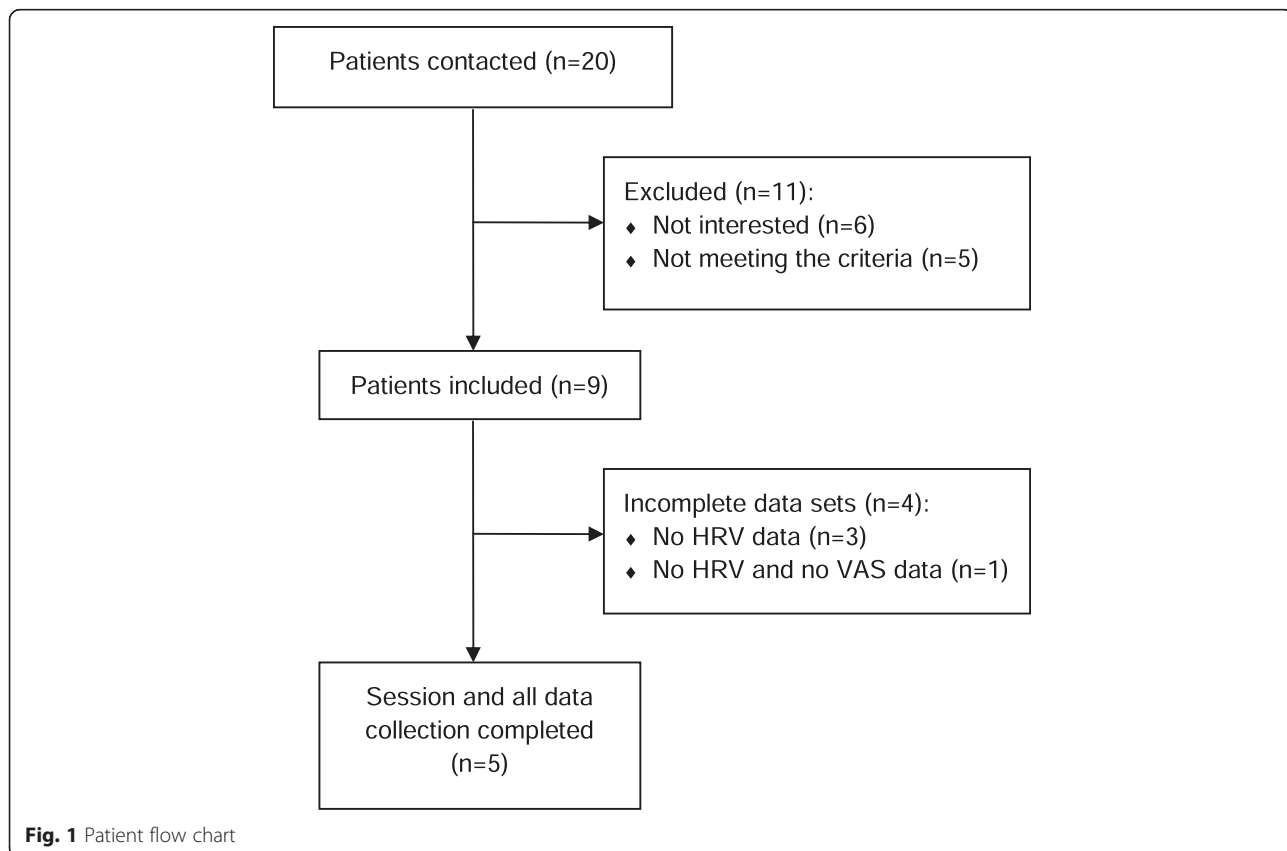 Patients contacted (n=20)
Excluded (n=11):
♦ Not interested (n=6)
♦ Not meeting the criteria (n=5)
Patients included (n=9)
Incomplete data sets (n=4):
♦ No HRV data (n=3)
♦ No HRV and no VAS data (n=1)
Session and all data
collection completed
(n=5)
Fig. 1 Patient flow chart